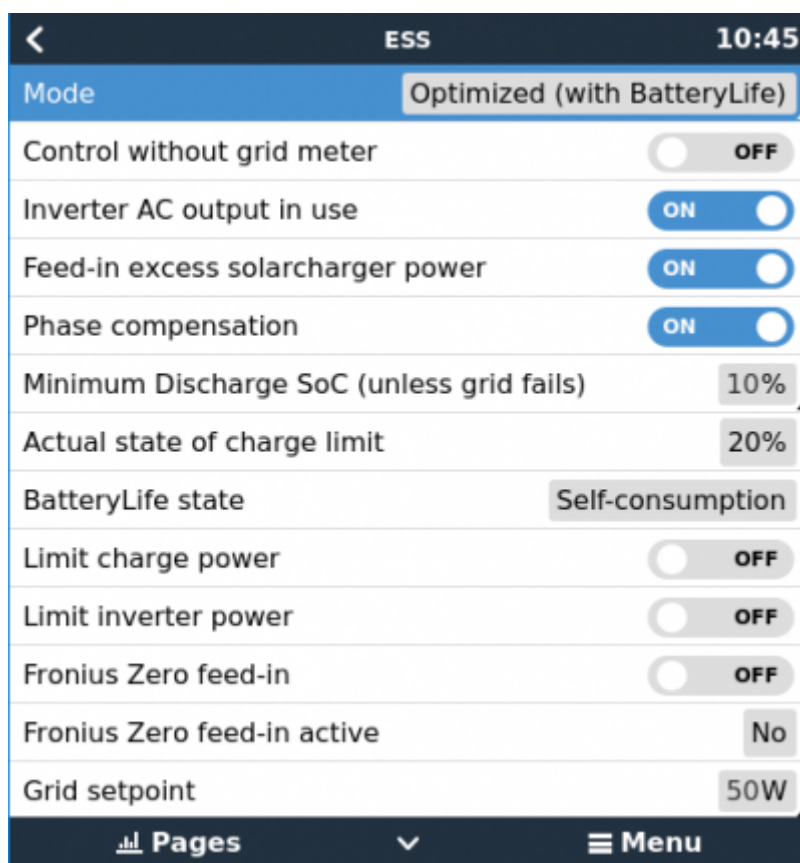 ESS 10:45
Mode Optimized (with BatteryLife)
Control without grid meter OFF
Inverter AC output in use ON
Feed-in excess solarcharger power ON
Phase compensation ON
Minimum Discharge SoC (unless grid fails) 10%
Actual state of charge limit 20%
BatteryLife state Self-consumption
Limit charge power OFF
Limit inverter power OFF
Fronius Zero feed-in OFF
Fronius Zero feed-in active No
Grid setpoint 50W
Pages Menu